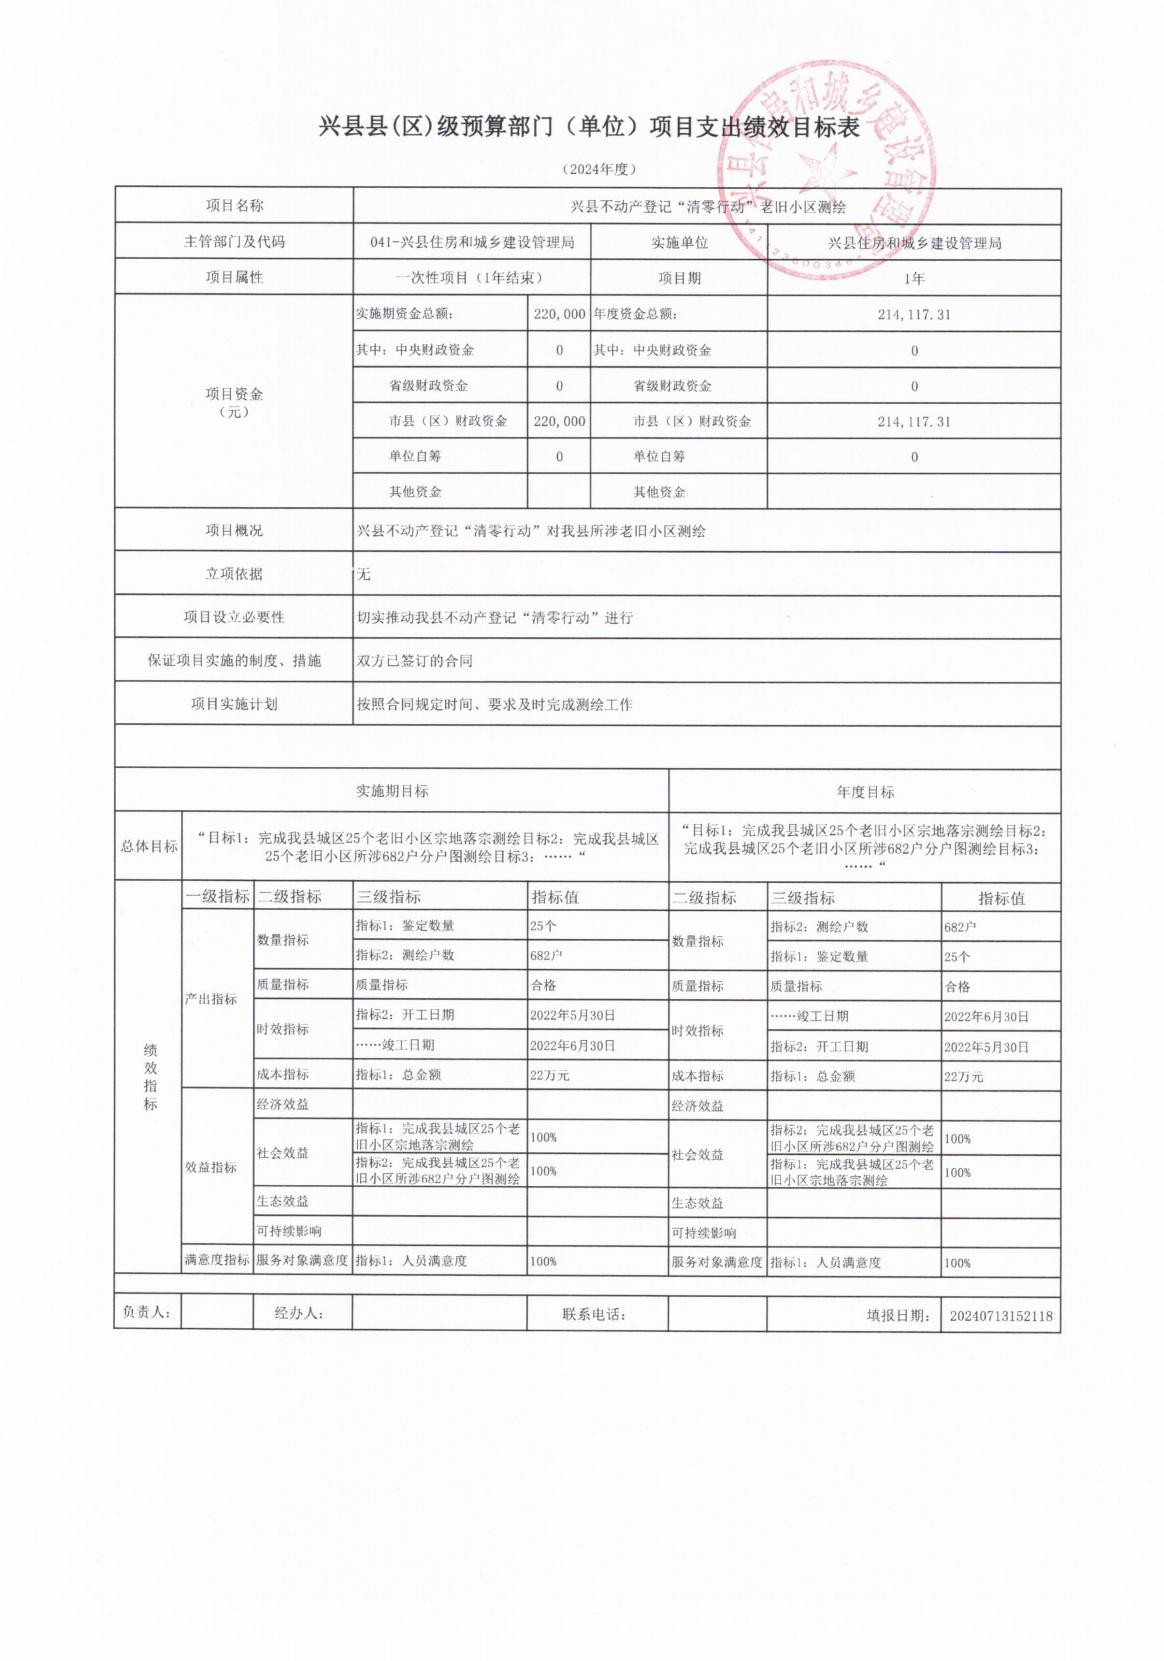 兴县县(区)级预算部门（单位）项目支出绩效目标表
（2024年度）
项目名称 兴县不动产登记“清零行动”老旧小区测绘
主管部门及代码 041-兴县住房和城乡建设管理局 实施单位 兴县住房和城乡建设管理局
项目属性 一次性项目（1年结束） 项目期 1年
项目资金
（元）
实施期资金总额： 220,000 年度资金总额： 214,117.31
其中：中央财政资金 0 其中：中央财政资金 0
省级财政资金 0 省级财政资金 0
市县（区）财政资金 220,000 市县（区）财政资金 214,117.31
单位自筹 0 单位自筹 0
其他资金 其他资金
项目概况 兴县不动产登记“清零行动”对我县所涉老旧小区测绘
立项依据 无
项目设立必要性 切实推动我县不动产登记“清零行动”进行
保证项目实施的制度、措施 双方已签订的合同
项目实施计划 按照合同规定时间、要求及时完成测绘工作
实施期目标 年度目标
总体目标
“目标1：完成我县城区25个老旧小区宗地落宗测绘目标2：完成我县城区
25个老旧小区所涉682户分户图测绘目标3：……“
“目标1：完成我县城区25个老旧小区宗地落宗测绘目标2：
完成我县城区25个老旧小区所涉682户分户图测绘目标3：
……“
绩效指标
一级指标 二级指标 三级指标 指标值 二级指标 三级指标 指标值
产出指标
数量指标 指标1：鉴定数量 25个 数量指标 指标2：测绘户数 682户
指标2：测绘户数 682户 指标1：鉴定数量 25个
质量指标 质量指标 合格 质量指标 质量指标 合格
时效指标 指标2：开工日期 2022年5月30日 时效指标 ……竣工日期 2022年6月30日
……竣工日期 2022年6月30日 指标2：开工日期 2022年5月30日
成本指标 指标1：总金额 22万元 成本指标 指标1：总金额 22万元
效益指标
经济效益 经济效益
社会效益
指标1：完成我县城区25个老
旧小区宗地落宗测绘 100%
指标2：完成我县城区25个老
旧小区所涉682户分户图测绘 100%
社会效益
指标2：完成我县城区25个老
旧小区所涉682户分户图测绘 100%
指标1：完成我县城区25个老
旧小区宗地落宗测绘 100%
生态效益 生态效益
可持续影响 可持续影响
满意度指标 服务对象满意度 指标1：人员满意度 100% 服务对象满意度 指标1：人员满意度 100%
负责人： 经办人： 联系电话： 填报日期： 20240713152118
兴县住房和城乡建设管理局